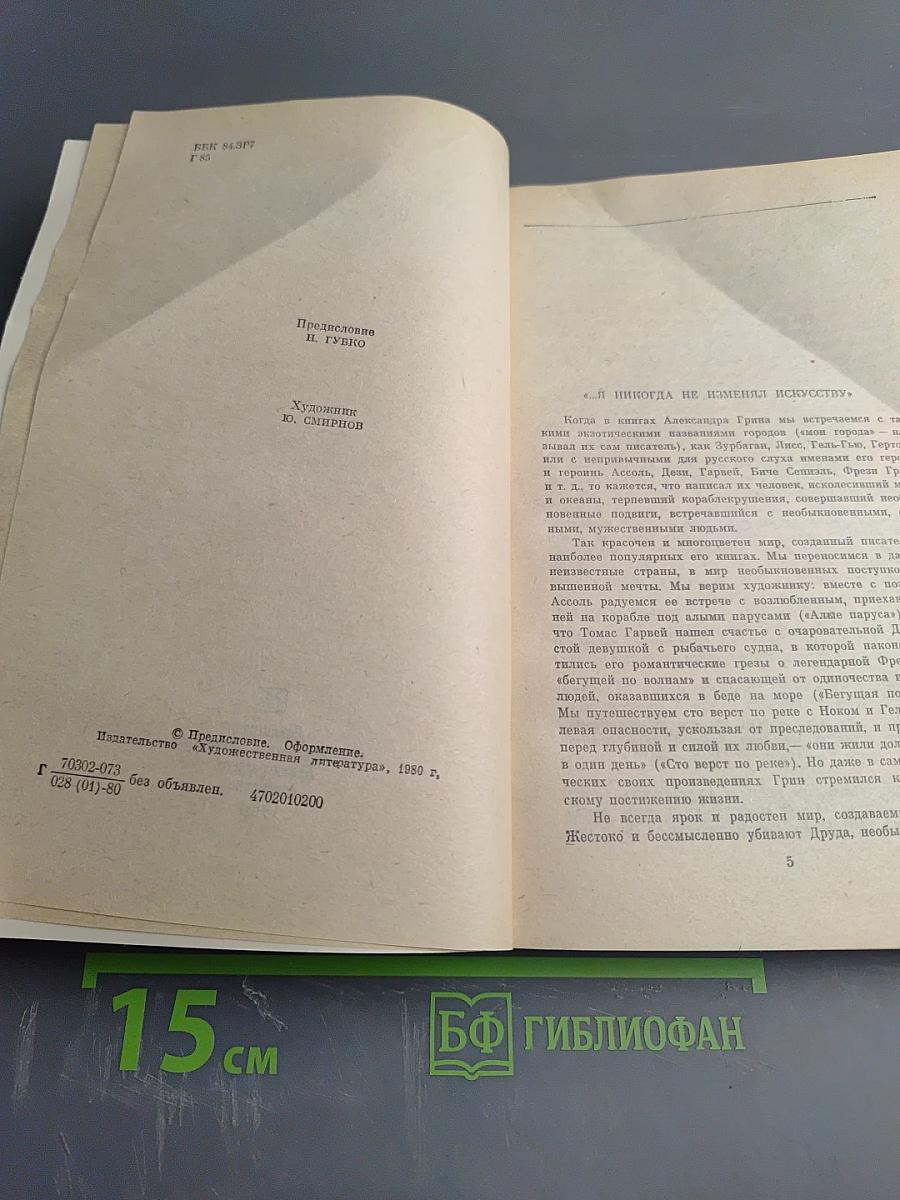 ББК 84.3Р7
Г 85
Предисловие
Н. ГУБКО
Художник
Ю. СМИРНОВ
© Предисловие. Оформление.
Издательство «Художественная литература», 1980 г.
Г 70302-073
028 (01)-80 без объявлен. 4702010200
«...Я НИКОГДА НЕ ИЗМЕНЯЛ ИСКУССТВУ»
Когда в книгах Александра Грина мы встречаемся с та
кими экзотическими названиями городов («мои города» — на
зывал их сам писатель), как Зурбаган, Лисс, Гель-Гью, Герто
или с непривычными для русского слуха именами его геро
и героинь Ассоль, Дези, Гарвей, Биче Сениэль, Фрези Гр
и т. д., то кажется, что написал их человек, исколесивший м
и океаны, терпевший кораблекрушения, совершавший необ
новенные подвиги, встречавшийся с необыкновенными,
ными, мужественными людьми.
Так красочен и многоцветен мир, созданный писател
наиболее популярных его книгах. Мы переносимся в да
неизвестные страны, в мир необыкновенных поступко
вышенной мечты. Мы верим художнику: вместе с поэ
Ассоль радуемся ее встрече с возлюбленным, приехав
ней на корабле под алыми парусами («Алые паруса»)
что Томас Гарвей нашел счастье с очаровательной Д
стой девушкой с рыбачьего судна, в которой наконе
тились его романтические грезы о легендарной Фре
«бегущей по волнам» и спасающей от одиночества и
людей, оказавшихся в беде на море («Бегущая по
Мы путешествуем сто верст по реке с Ноком и Гел
левая опасности, ускользая от преследований, и пр
перед глубиной и силой их любви,— «они жили дол
в один день» («Сто верст по реке»). Но даже в сам
ческих своих произведениях Грин стремился к
скому постижению жизни.
Не всегда ярок и радостен мир, создаваем
Жестоко и бессмысленно убивают Друда, необы
5
15 см
БФ ГИБЛИОФАН